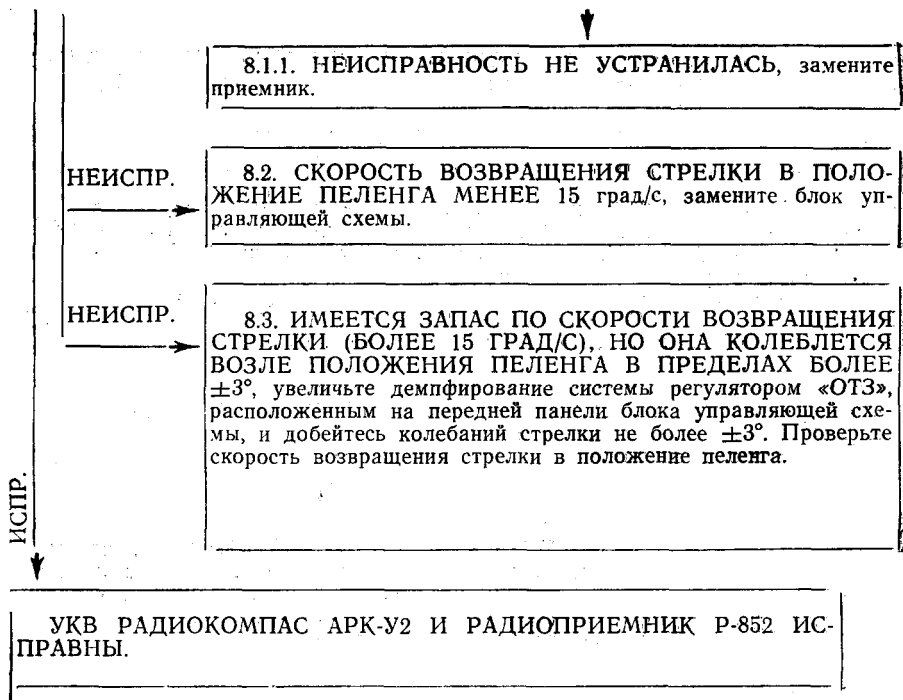 8.1.1. НЕИСПРАВНОСТЬ НЕ УСТРАНИЛАСЬ, замените
приемник.
НЕИСПР.
8.2. СКОРОСТЬ ВОЗВРАЩЕНИЯ СТРЕЛКИ В ПОЛО-
ЖЕНИЕ ПЕЛЕНГА МЕНЕЕ 15 град/с, замените блок уп-
равляющей схемы.
НЕИСПР.
8.3. ИМЕЕТСЯ ЗАПАС ПО СКОРОСТИ ВОЗВРАЩЕНИЯ
СТРЕЛКИ (БОЛЕЕ 15 ГРАД/С), НО ОНА КОЛЕБЛЕТСЯ
ВОЗЛЕ ПОЛОЖЕНИЯ ПЕЛЕНГА В ПРЕДЕЛАХ БОЛЕЕ
±3°, увеличьте демпфирование системы регулятором «ОТЗ»,
расположенным на передней панели блока управляющей схе-
мы, и добейтесь колебаний стрелки не более ±3°. Проверьте
скорость возвращения стрелки в положение пеленга.
ИСПР.
УКВ РАДИОКОМПАС АРК-У2 И РАДИОПРИЕМНИК Р-852 ИС-
ПРАВНЫ.